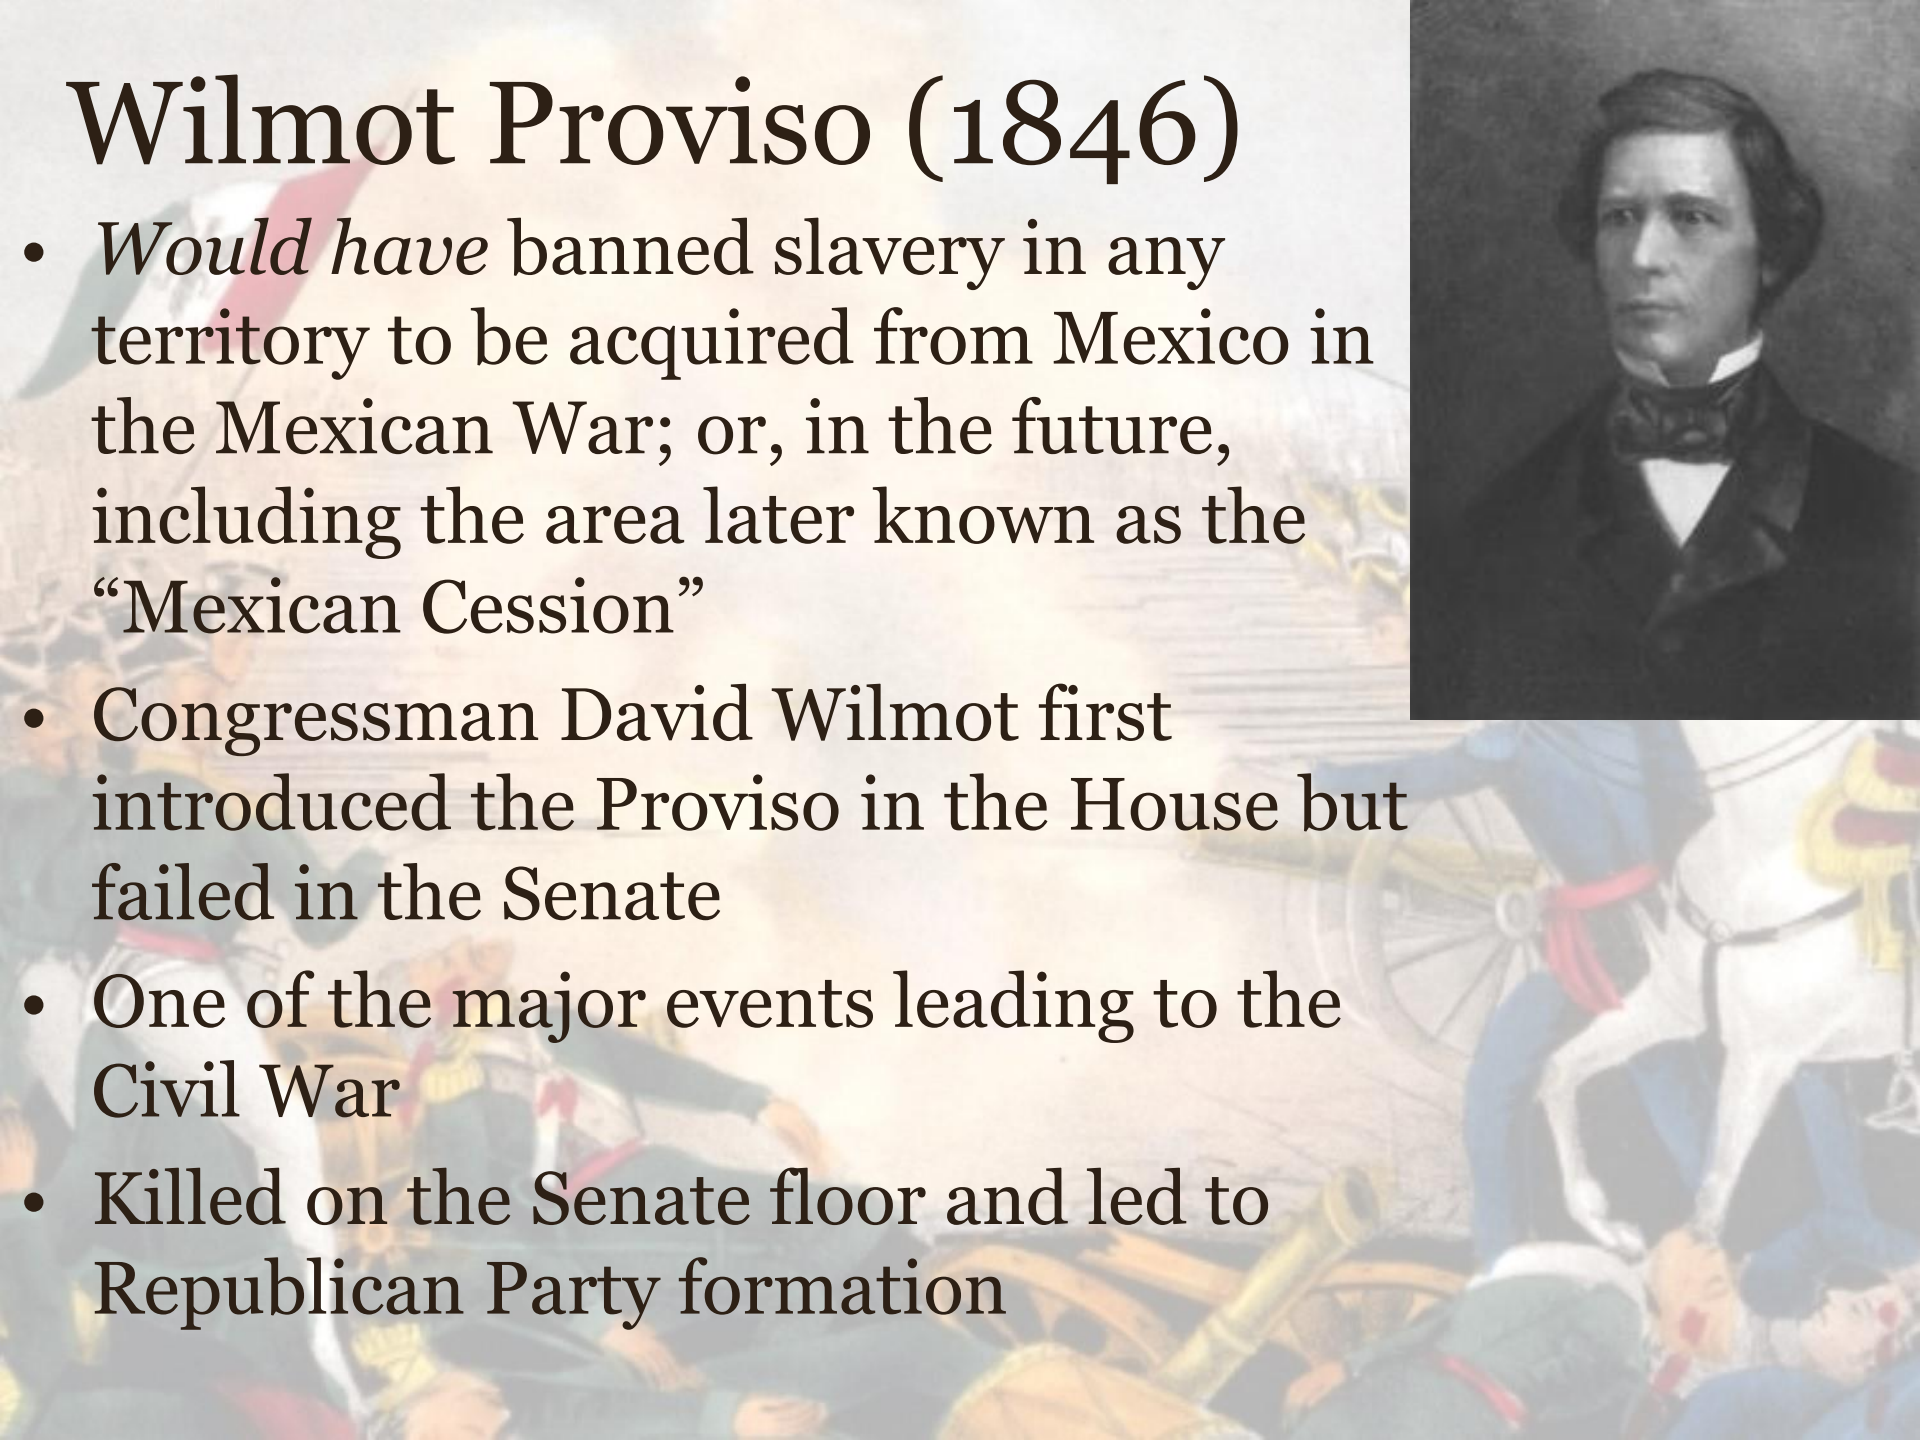 Wilmot Proviso (1846)
• Would have banned slavery in any
territory to be acquired from Mexico in
the Mexican War; or, in the future,
including the area later known as the
“Mexican Cession”
• Congressman David Wilmot first
introduced the Proviso in the House but
failed in the Senate
• One of the major events leading to the
Civil War
• Killed on the Senate floor and led to
Republican Party formation